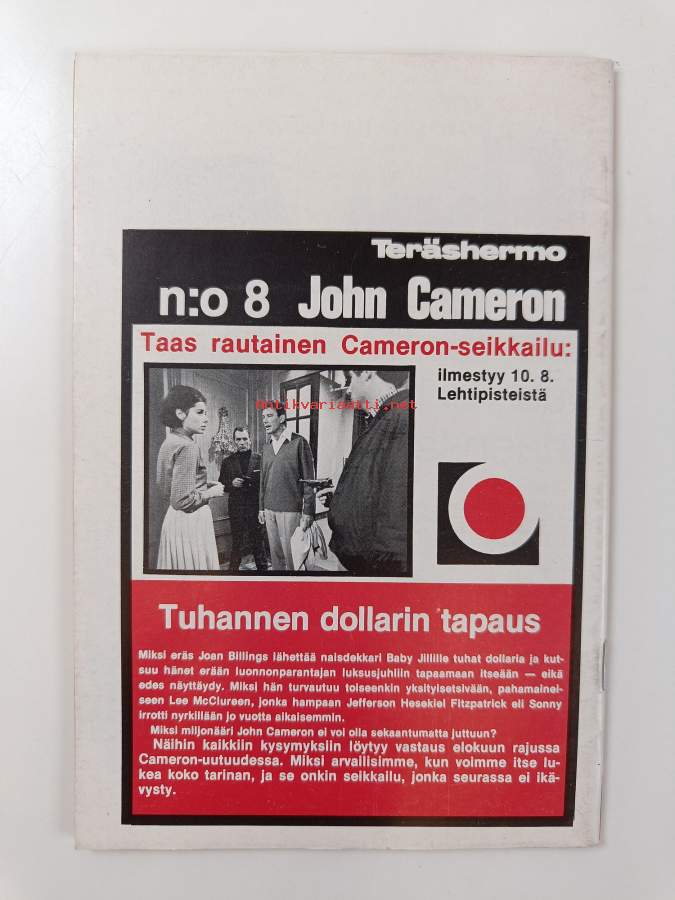 Teräshermo
n:o 8 John Cameron
Taas rautainen Cameron-seikkailu:
ilmestyy 10. 8.
Lehtipisteistä
Antikvariaatti.net
Tuhannen dollarin tapaus
Miksi eräs Joan Billings lähettää naisdekkari Baby Jillille tuhat dollaria ja kut-
suu hänet erään luonnonparantajan luksusjuhliin tapaamaan itseään — eikä
edes näyttäydy. Miksi hän turvautuu toiseenkin yksityisetsivään, pahamainei-
seen Lee McClureen, jonka hampaan Jefferson Hesekiel Fitzpatrick eli Sonny
irrotti nyrkillään jo vuotta aikaisemmin.
Miksi miljonääri John Cameron ei voi olla sekaantumatta juttuun?
Näihin kaikkiin kysymyksiin löytyy vastaus elokuun rajussa
Cameron-uutuudessa. Miksi arvailisimme, kun voimme itse lu-
kea koko tarinan, ja se onkin seikkailu, jonka seurassa ei ikä-
vysty.